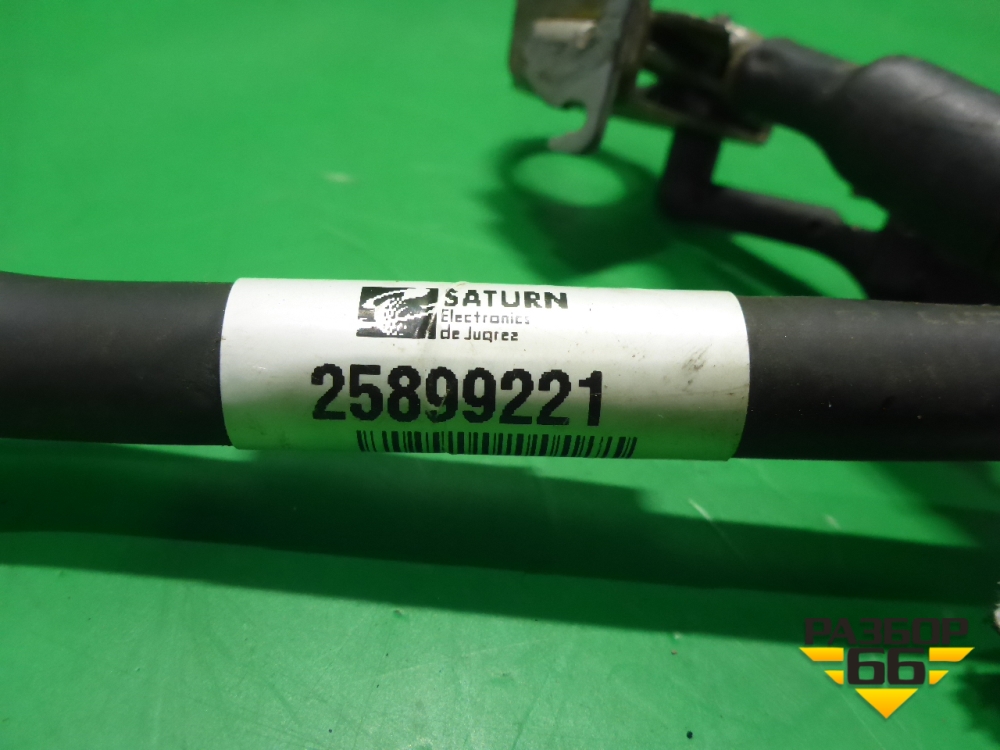 SATURN
Electronics
de Juarez
25899221
РАЗБОР
66